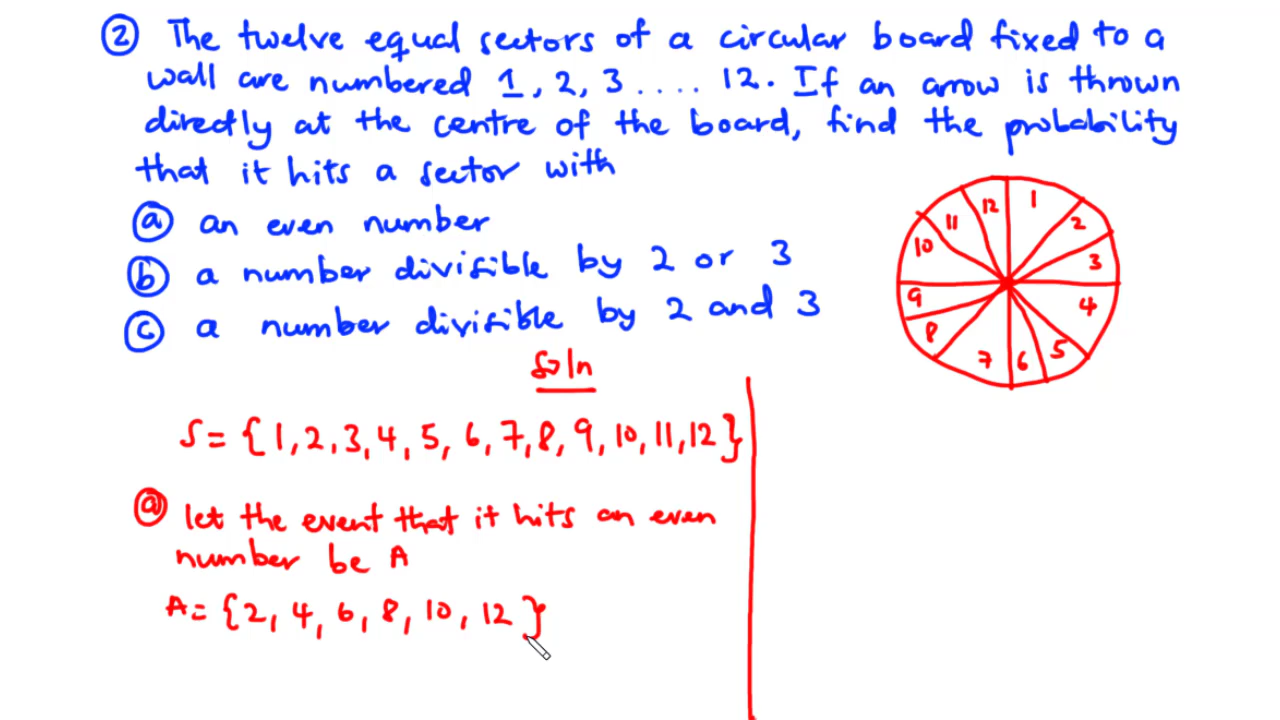 ② The twelve equal sectors of a circular board fixed to a
wall are numbered 1, 2, 3 .... 12. If an arrow is thrown
directly at the centre of the board, find the probability
that it hits a sector with
ⓐ an even number
ⓑ a number divisible by 2 or 3
ⓒ a number divisible by 2 and 3
12 1
11 2
10 3
9 4
8 7 6 5
Soln
S = {1, 2, 3, 4, 5, 6, 7, 8, 9, 10, 11, 12}
ⓐ let the event that it hits an even
number be A
A = {2, 4, 6, 8, 10, 12}